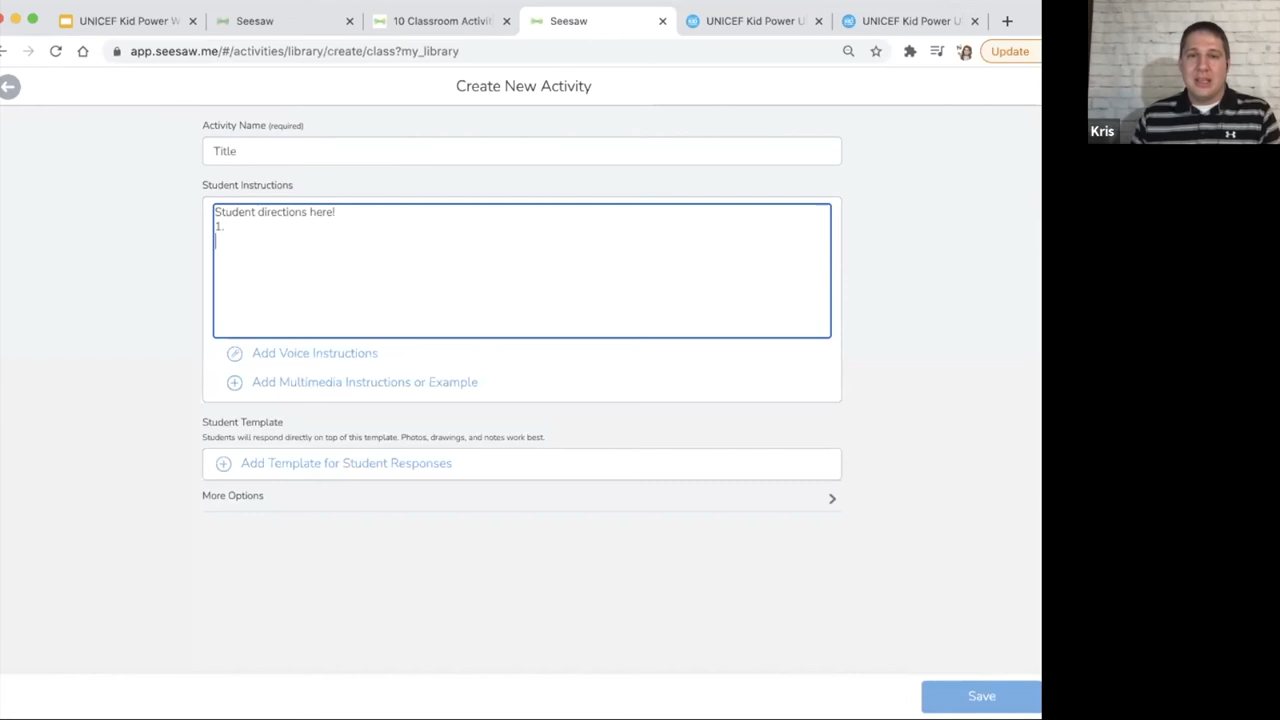 UNICEF Kid Power W
Seesaw
10 Classroom Activit
Seesaw
UNICEF Kid Power U
UNICEF Kid Power U
app.seesaw.me/#/activities/library/create/class?my_library
Update
Create New Activity
Kris
Activity Name (required)
Title
Student Instructions
Student directions here!
1.
Add Voice Instructions
Add Multimedia Instructions or Example
Student Template
Students will respond directly on top of this template. Photos, drawings, and notes work best.
Add Template for Student Responses
More Options
Save